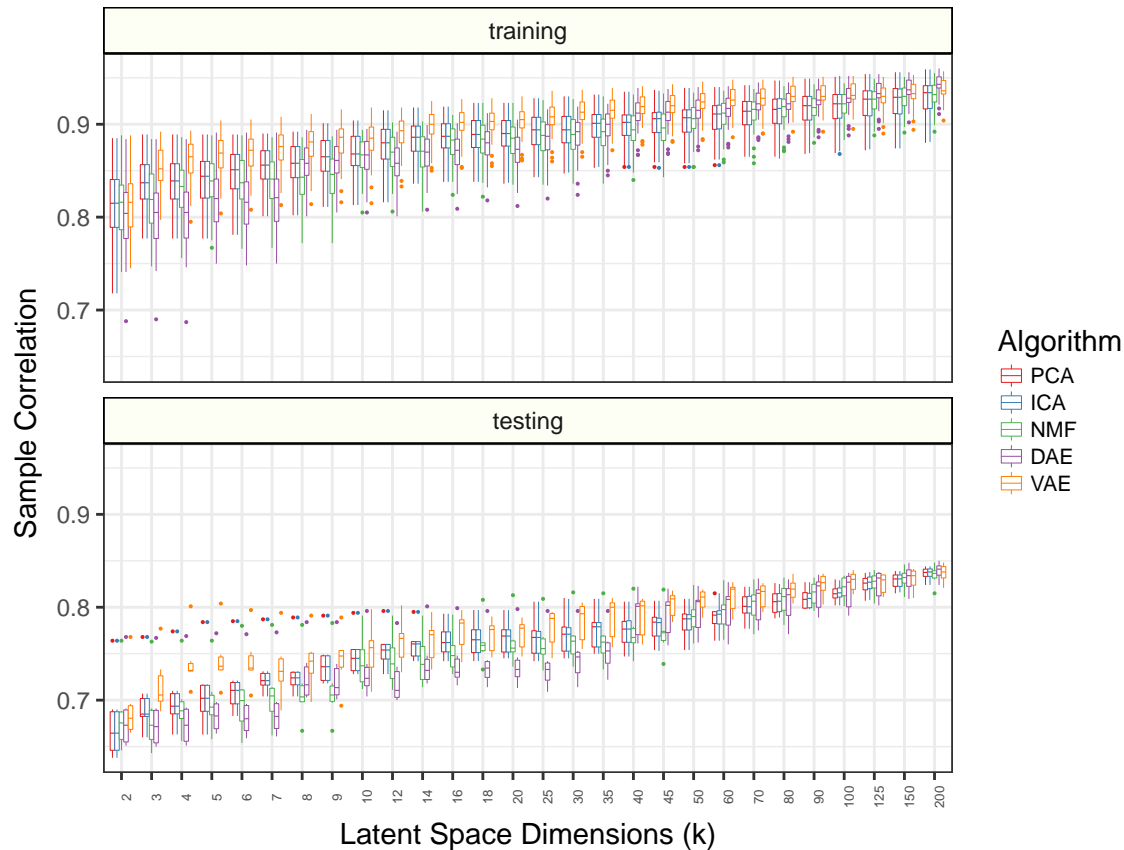 training
0.9
0.8
0.7
testing
0.9
0.8
0.7
Sample Correlation
2 3 4 5 6 7 8 9 10 12 14 16 18 20 25 30 35 40 45 50 60 70 80 90 100 125 150 200
Latent Space Dimensions (k)
Algorithm
PCA
ICA
NMF
DAE
VAE